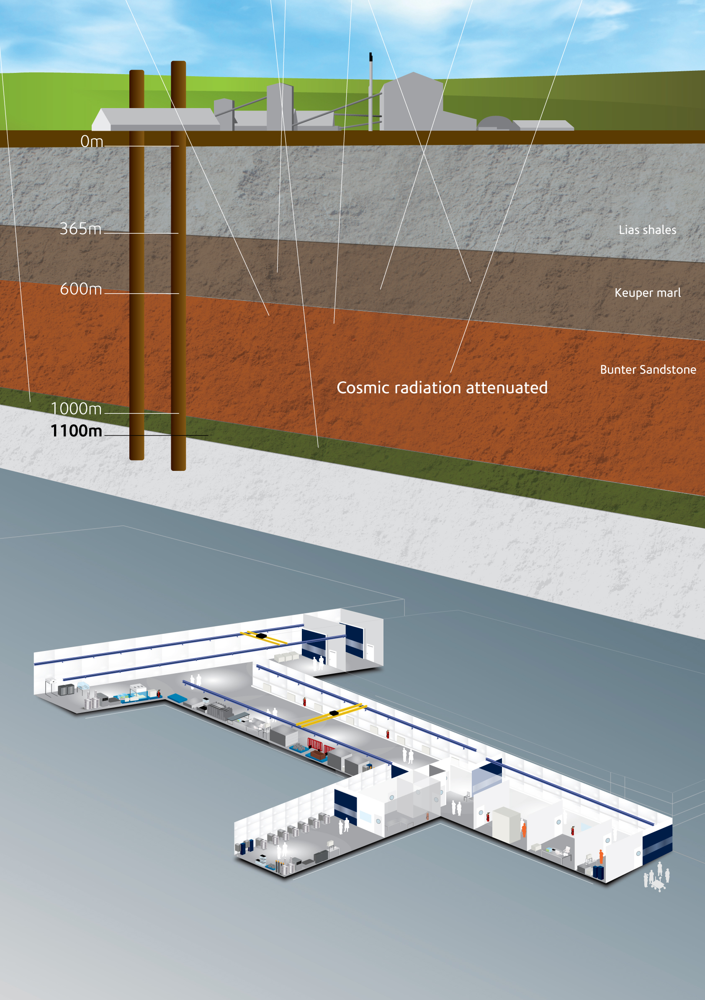 0m
365m
Lias shales
600m
Keuper marl
Bunter Sandstone
Cosmic radiation attenuated
1000m
1100m